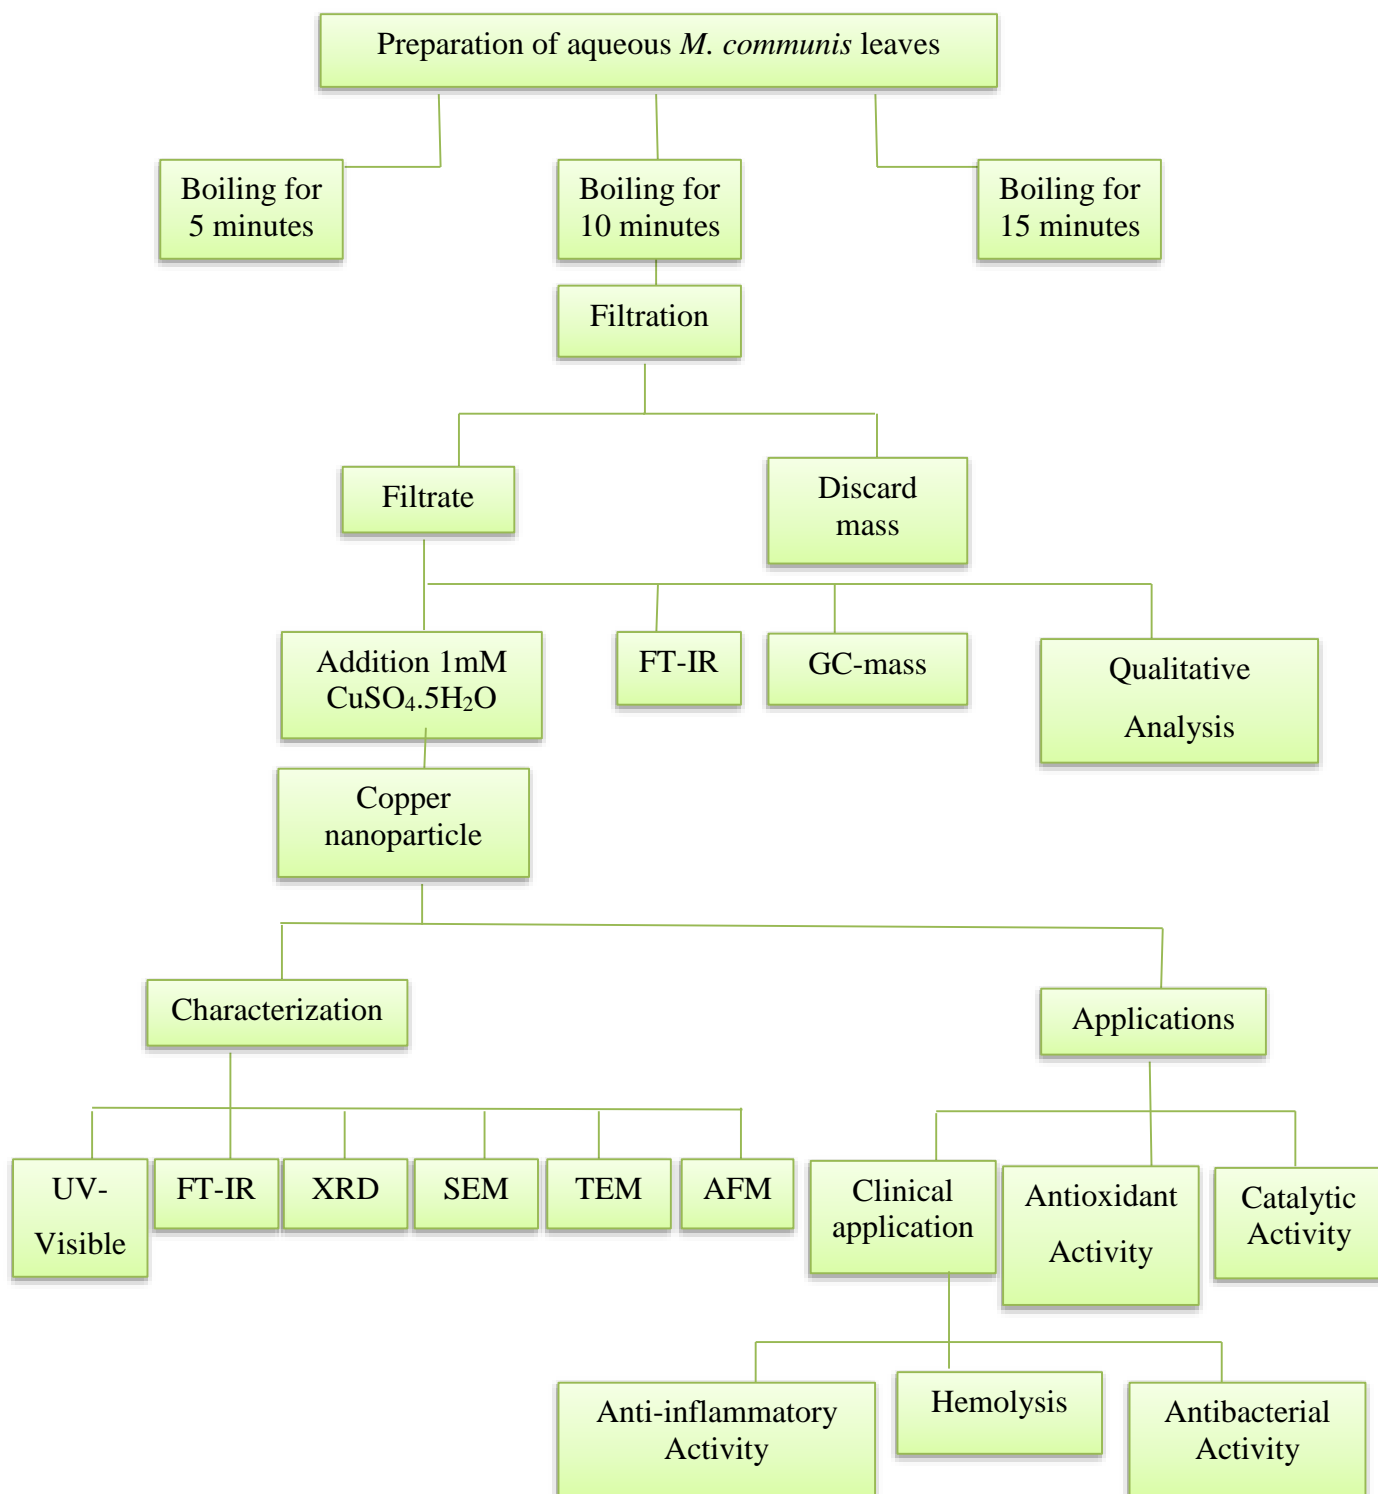 Preparation of aqueous M. communis leaves
Boiling for
5 minutes
Boiling for
10 minutes
Boiling for
15 minutes
Filtration
Filtrate
Discard
mass
Addition 1mM
CuSO₄.5H₂O
FT-IR
GC-mass
Qualitative
Analysis
Copper
nanoparticle
Characterization
Applications
UV-
Visible
FT-IR
XRD
SEM
TEM
AFM
Clinical
application
Antioxidant
Activity
Catalytic
Activity
Anti-inflammatory
Activity
Hemolysis
Antibacterial
Activity